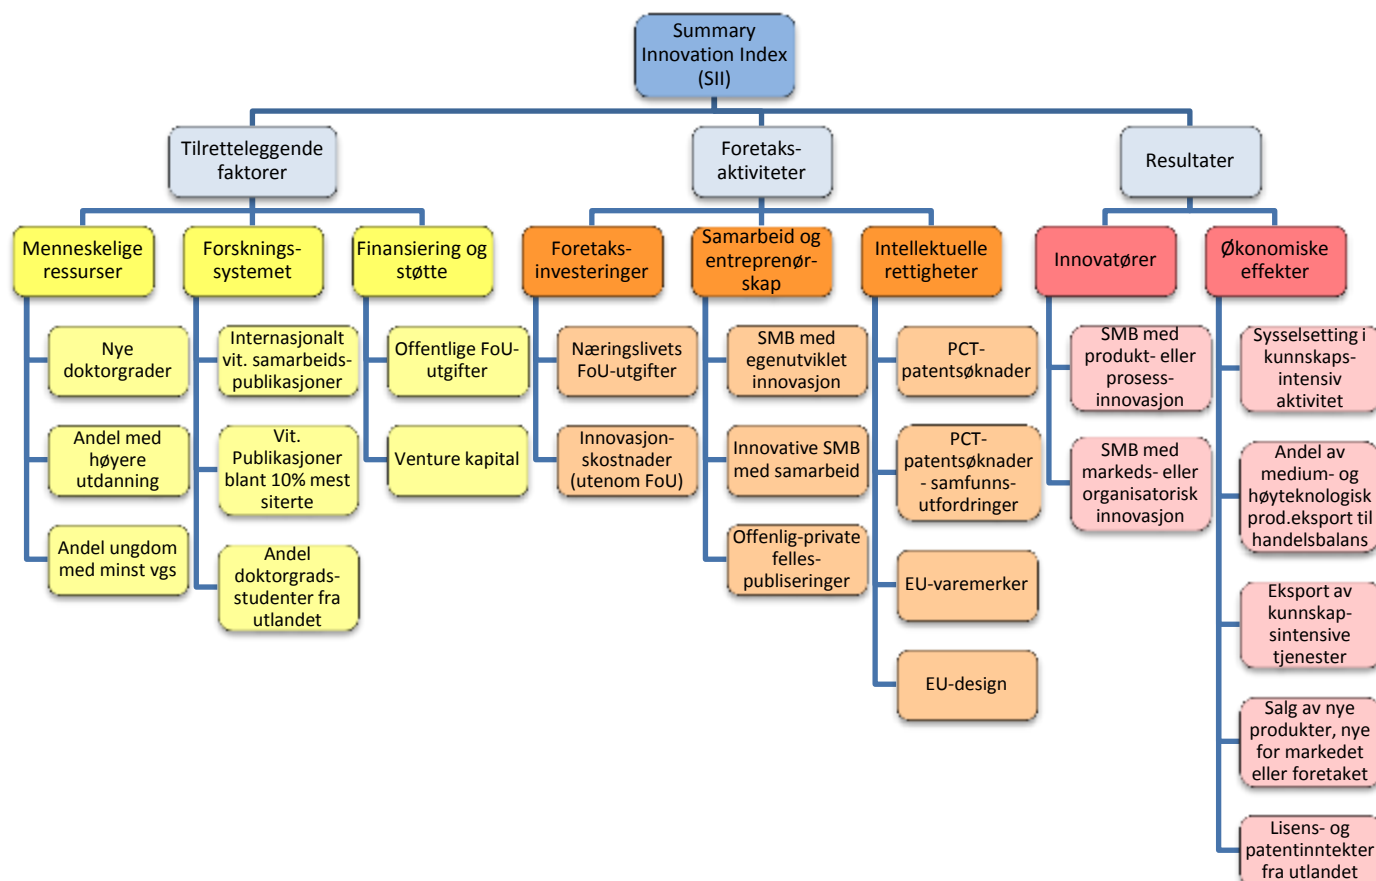 Summary
Innovation Index
(SII)
Tilretteleggende
faktorer
Foretaks-
aktiviteter
Resultater
Menneskelige
ressurser
Forsknings-
systemet
Finansiering og
støtte
Foretaks-
investeringer
Samarbeid og
entreprenør-
skap
Intellektuelle
rettigheter
Innovatører
Økonomiske
effekter
Nye
doktorgrader
Andel med
høyere
utdanning
Andel ungdom
med minst vgs
Internasjonalt
vit. samarbeids-
publikasjoner
Vit.
Publikasjoner
blant 10% mest
siterte
Andel
doktorgrads-
studenter fra
utlandet
Offentlige FoU-
utgifter
Venture kapital
Næringslivets
FoU-utgifter
Innovasjon-
skostnader
(utenom FoU)
SMB med
egenutviklet
innovasjon
Innovative SMB
med samarbeid
Offenlig-private
felles-
publiseringer
PCT-
patentsøknader
PCT-
patentsøknader
- samfunns-
utfordringer
EU-varemerker
EU-design
SMB med
produkt- eller
prosess-
innovasjon
SMB med
markeds- eller
organisatorisk
innovasjon
Sysselsetting i
kunnskaps-
intensiv
aktivitet
Andel av
medium- og
høyteknologisk
prod.eksport til
handelsbalans
Eksport av
kunnskap-
sintensive
tjenester
Salg av nye
produkter, nye
for markedet
eller foretaket
Lisens- og
patentinntekter
fra utlandet